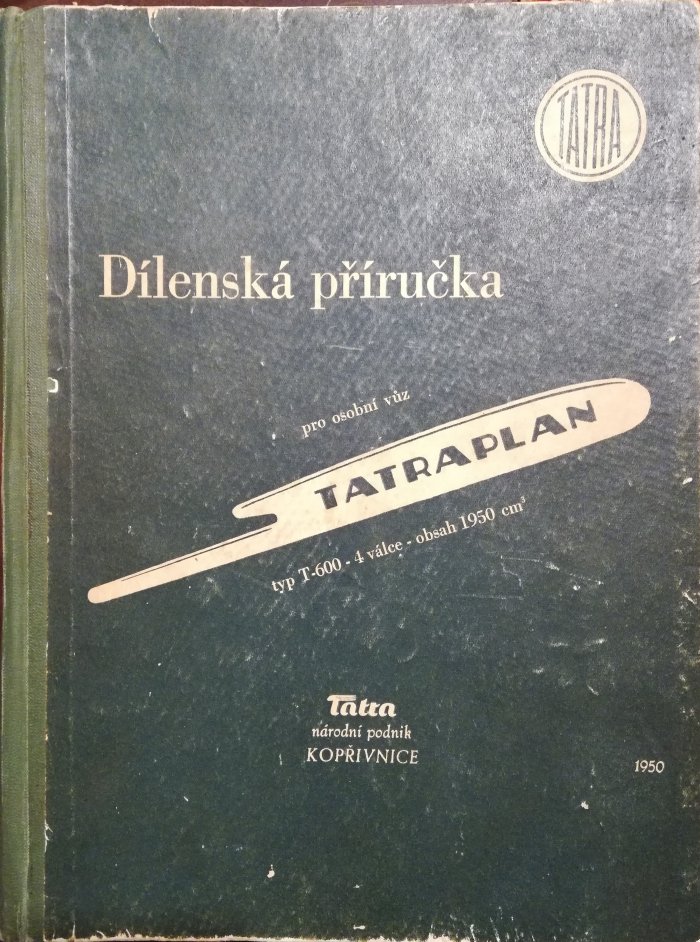 TATRA
Dílenská příručka
pro osobní vůz
TATRAPLAN
typ T-600 - 4 válce - obsah 1950 cm³
Tatra
národní podnik
KOPŘIVNICE
1950